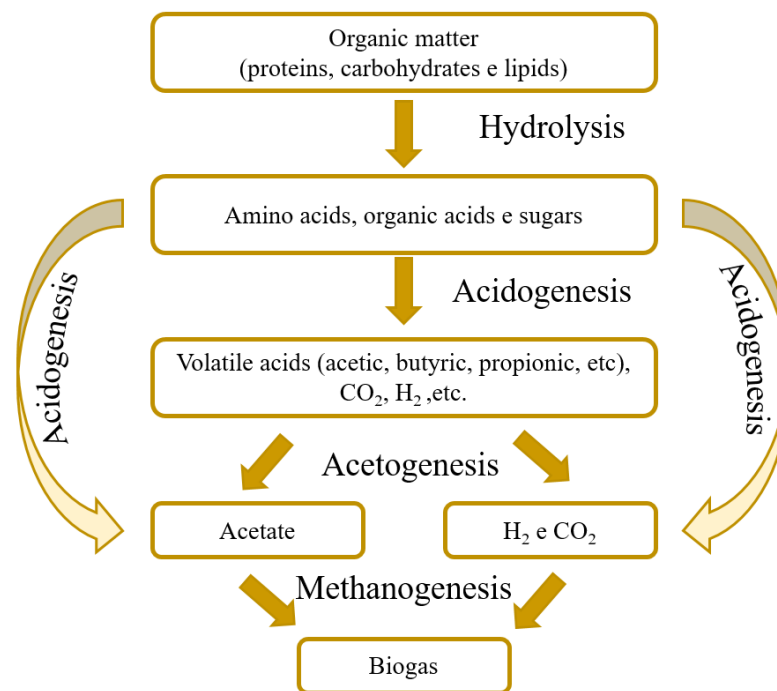 Organic matter
(proteins, carbohydrates e lipids)
Hydrolysis
Amino acids, organic acids e sugars
Acidogenesis
Acidogenesis
Acidogenesis
Volatile acids (acetic, butyric, propionic, etc),
CO₂, H₂ ,etc.
Acetogenesis
Acetate
H₂ e CO₂
Methanogenesis
Biogas